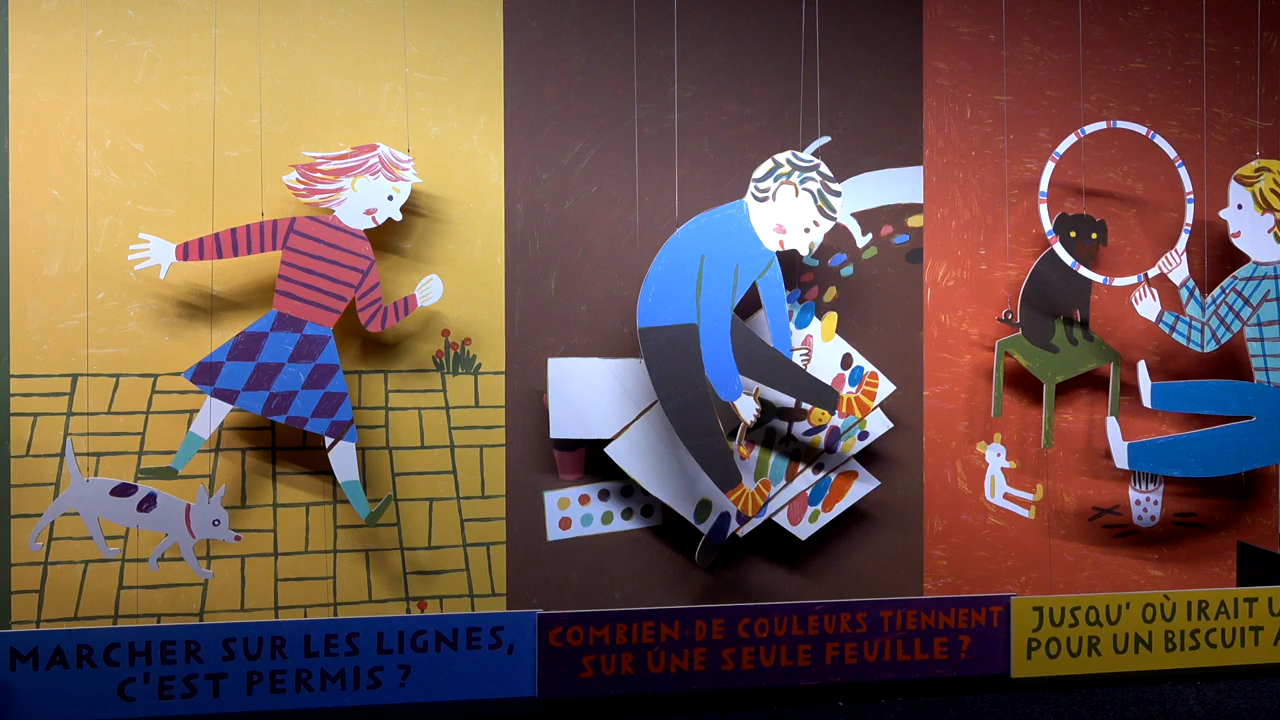 MARCHER SUR LES LIGNES,
C'EST PERMIS ?
COMBIEN DE COULEURS TIENNENT
SUR UNE SEULE FEUILLE ?
JUSQU' OÙ IRAIT
POUR UN BISCUIT